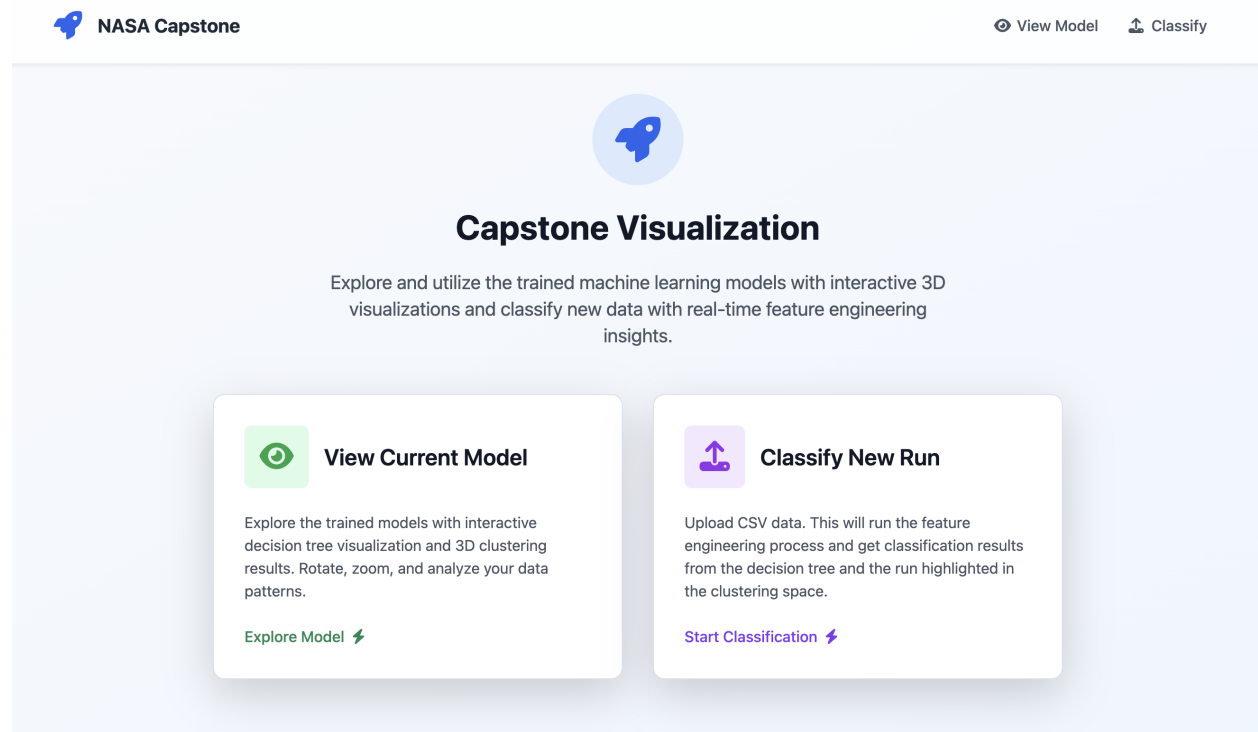 NASA Capstone
View Model
Classify
Capstone Visualization
Explore and utilize the trained machine learning models with interactive 3D
visualizations and classify new data with real-time feature engineering
insights.
View Current Model
Explore the trained models with interactive
decision tree visualization and 3D clustering
results. Rotate, zoom, and analyze your data
patterns.
Explore Model
Classify New Run
Upload CSV data. This will run the feature
engineering process and get classification results
from the decision tree and the run highlighted in
the clustering space.
Start Classification